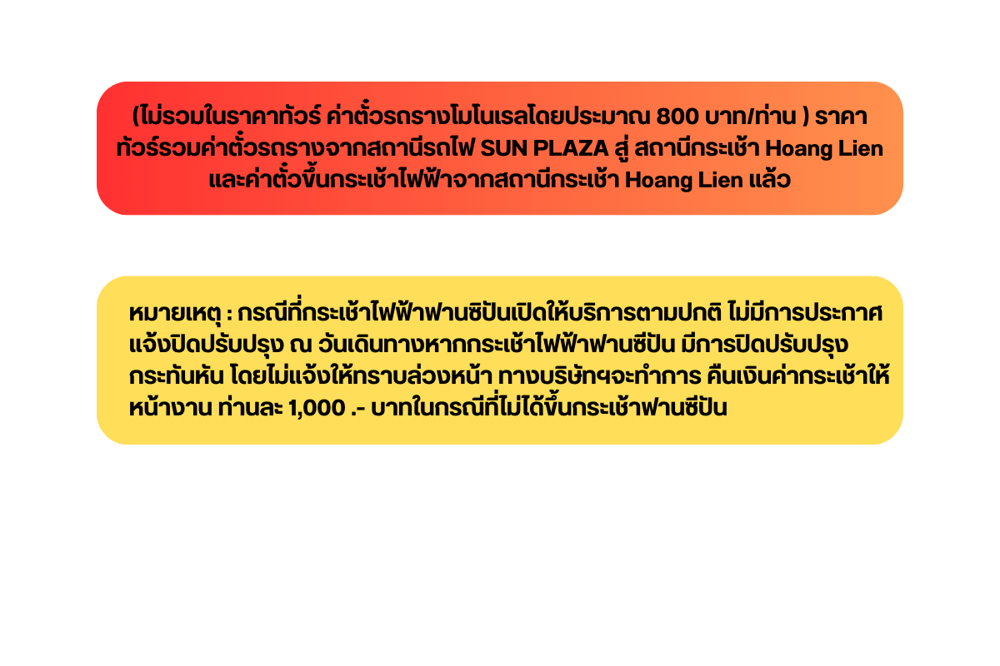 (ไม่รวมในราคาทัวร์ ค่าตั๋วรถรางโมโนเรลโดยประมาณ 800 บาท/ท่าน ) ราคา
ทัวร์รวมค่าตั๋วรถรางจากสถานีรถไฟ SUN PLAZA สู่ สถานีกระเช้า Hoang Lien
และค่าตั๋วขึ้นกระเช้าไฟฟ้าจากสถานีกระเช้า Hoang Lien แล้ว
หมายเหตุ : กรณีที่กระเช้าไฟฟ้าฟานซิปันเปิดให้บริการตามปกติ ไม่มีการประกาศ
แจ้งปิดปรับปรุง ณ วันเดินทางหากกระเช้าไฟฟ้าฟานซีปัน มีการปิดปรับปรุง
กระทันหัน โดยไม่แจ้งให้ทราบล่วงหน้า ทางบริษัทฯจะทำการ คืนเงินค่ากระเช้าให้
หน้างาน ท่านละ 1,000 .- บาทในกรณีที่ไม่ได้ขึ้นกระเช้าฟานซีปัน